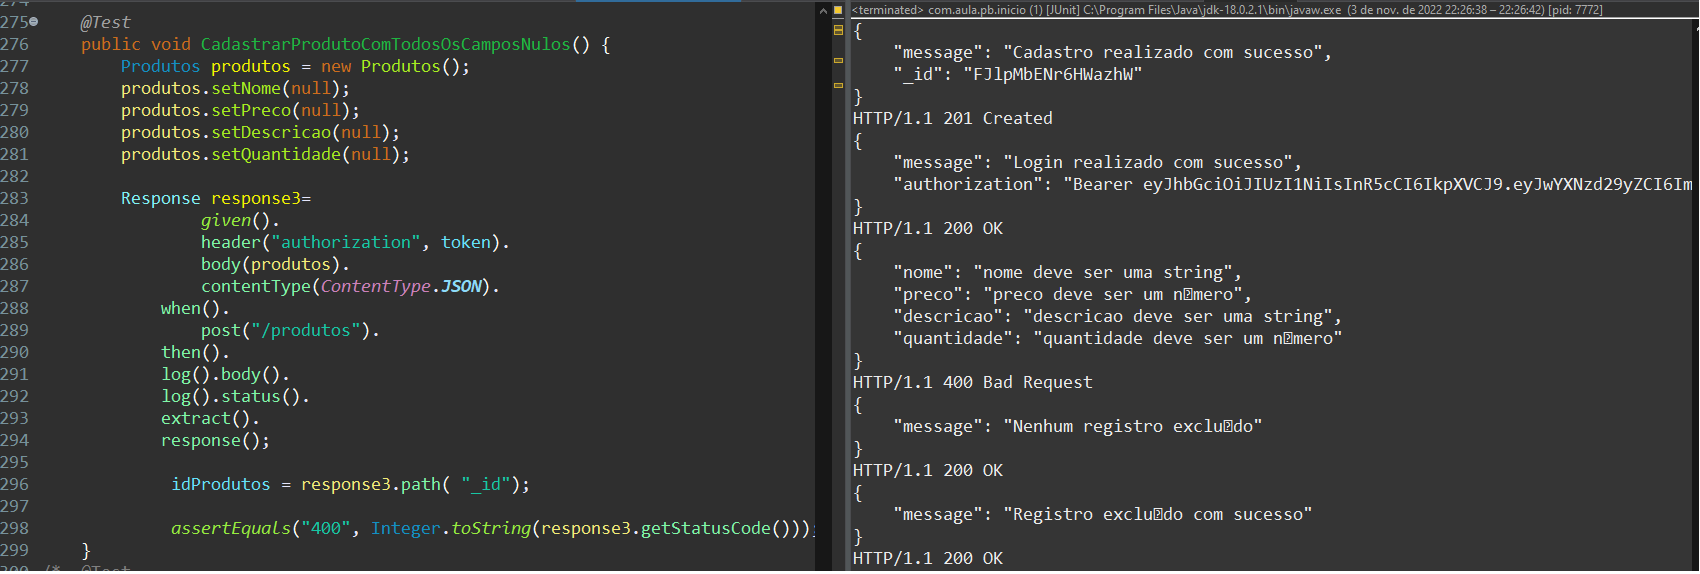 274
275 @Test
276 public void CadastrarProdutoComTodosOsCamposNulos() {
277 Produtos produtos = new Produtos();
278 produtos.setNome(null);
279 produtos.setPreco(null);
280 produtos.setDescricao(null);
281 produtos.setQuantidade(null);
282
283 Response response3=
284 given().
285 header("authorization", token).
286 body(produtos).
287 contentType(ContentType.JSON).
288 when().
289 post("/produtos").
290 then().
291 log().body().
292 log().status().
293 extract().
294 response();
295
296 idProdutos = response3.path( "_id");
297
298 assertEquals("400", Integer.toString(response3.getStatusCode()));
299 }
300 /* @Test
<terminated> com.aula.pb.inicio (1) [JUnit] C:\Program Files\Java\jdk-18.0.2.1\bin\javaw.exe (3 de nov. de 2022 22:26:38 – 22:26:42) [pid: 7772]
{
"message": "Cadastro realizado com sucesso",
"_id": "FJlpMbENr6HWazhW"
}
HTTP/1.1 201 Created
{
"message": "Login realizado com sucesso",
"authorization": "Bearer eyJhbGciOiJIUzI1NiIsInR5cCI6IkpXVCJ9.eyJwYXNzd29yZCI6Im
}
HTTP/1.1 200 OK
{
"nome": "nome deve ser uma string",
"preco": "preco deve ser um n�mero",
"descricao": "descricao deve ser uma string",
"quantidade": "quantidade deve ser um n�mero"
}
HTTP/1.1 400 Bad Request
{
"message": "Nenhum registro exclu�do"
}
HTTP/1.1 200 OK
{
"message": "Registro exclu�do com sucesso"
}
HTTP/1.1 200 OK